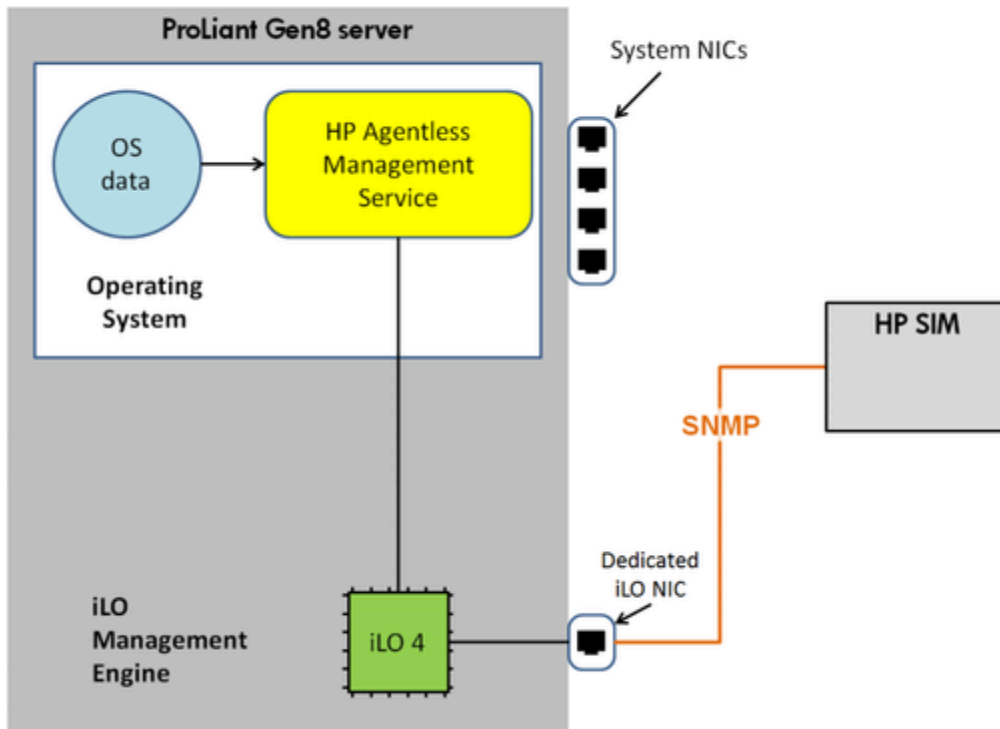 ProLiant Gen8 server
System NICs
OS
data
HP Agentless
Management
Service
Operating
System
HP SIM
SNMP
Dedicated
iLO NIC
iLO
Management
Engine
iLO 4